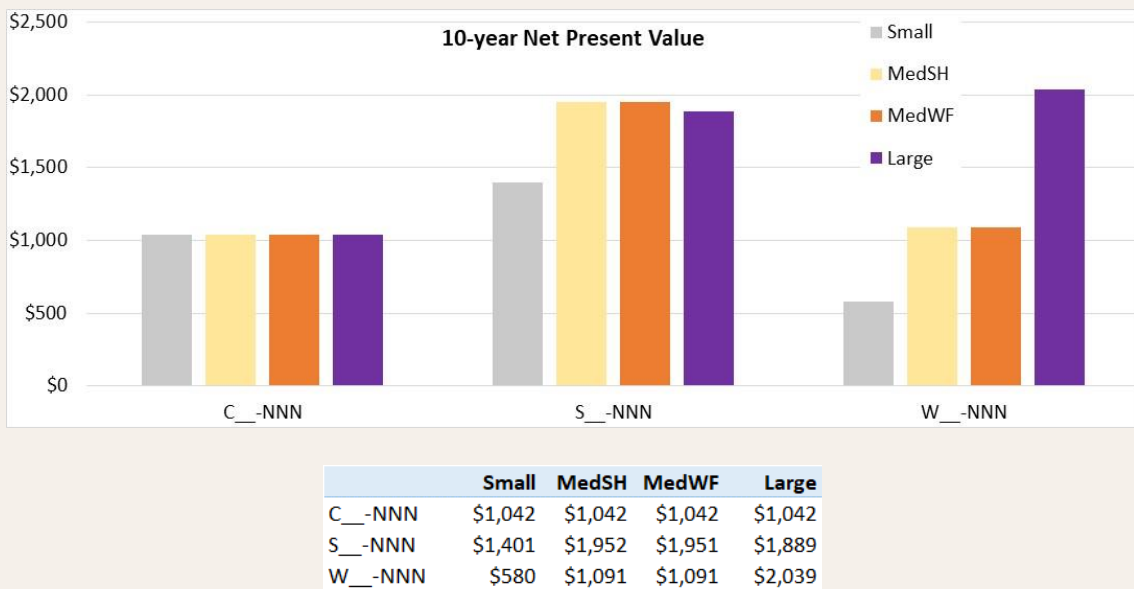 10-year Net Present Value
$2,500
$2,000
$1,500
$1,000
$500
$0
Small
MedSH
MedWF
Large
C__-NNN S__-NNN W__-NNN
Small MedSH MedWF Large
C__-NNN $1,042 $1,042 $1,042 $1,042
S__-NNN $1,401 $1,952 $1,951 $1,889
W__-NNN $580 $1,091 $1,091 $2,039